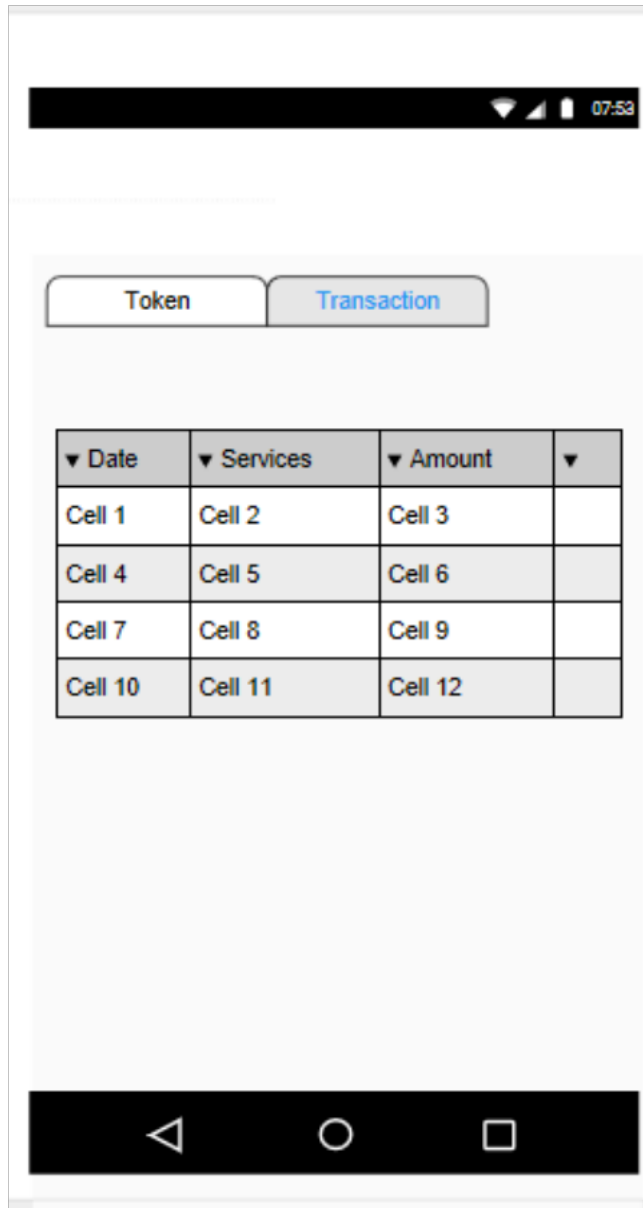 07:53
Token Transaction
▼ Date ▼ Services ▼ Amount ▼
Cell 1 Cell 2 Cell 3
Cell 4 Cell 5 Cell 6
Cell 7 Cell 8 Cell 9
Cell 10 Cell 11 Cell 12